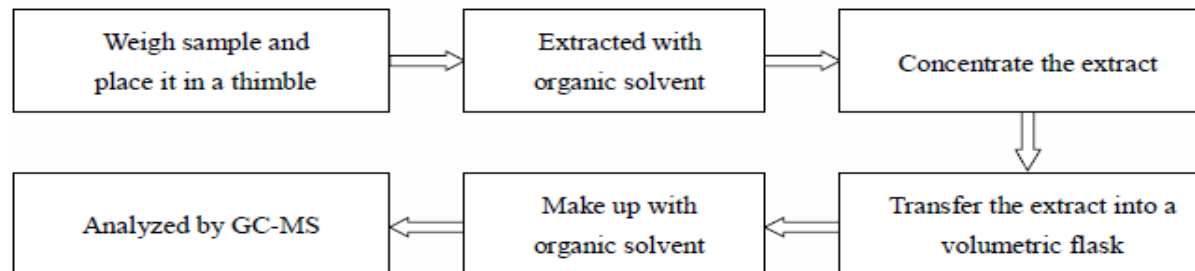 Weigh sample and
place it in a thimble
Extracted with
organic solvent
Concentrate the extract
Transfer the extract into a
volumetric flask
Make up with
organic solvent
Analyzed by GC-MS